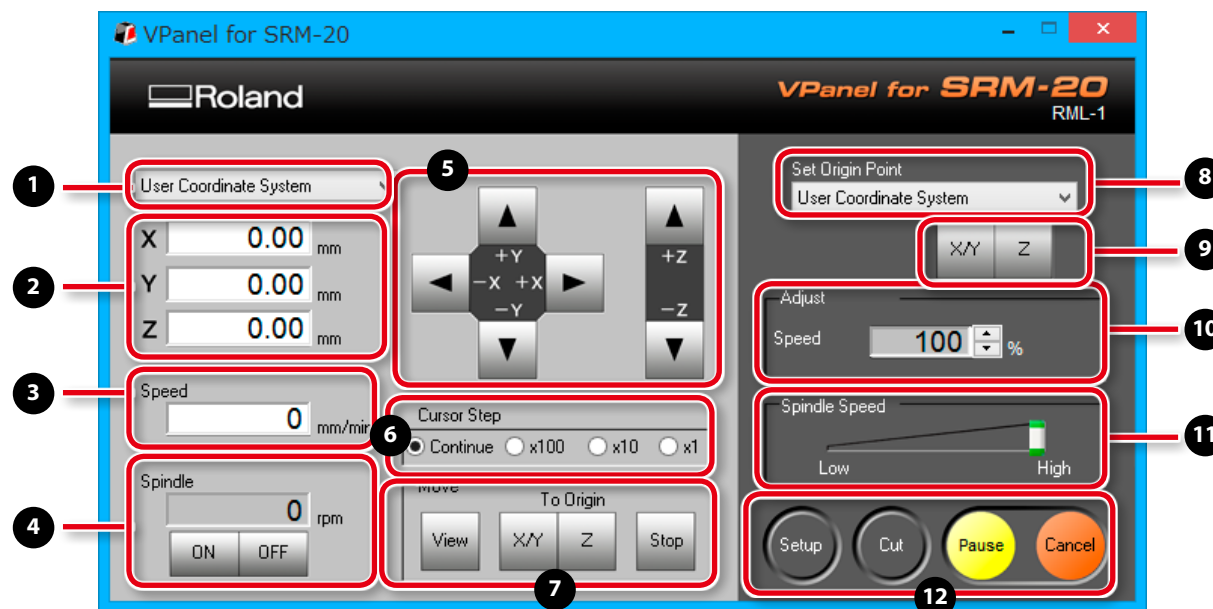 VPanel for SRM-20
Roland
VPanel for SRM-20
RML-1
1
User Coordinate System
2
X 0.00 mm
Y 0.00 mm
Z 0.00 mm
3
Speed
0 mm/min
4
Spindle
0 rpm
ON OFF
5
+Y
-X +X
-Y
+Z
-Z
6
Cursor Step
Continue x100 x10 x1
7
Move
To Origin
View X/Y Z Stop
8
Set Origin Point
User Coordinate System
9
X/Y Z
10
Adjust
Speed 100 %
11
Spindle Speed
Low High
12
Setup Cut Pause Cancel